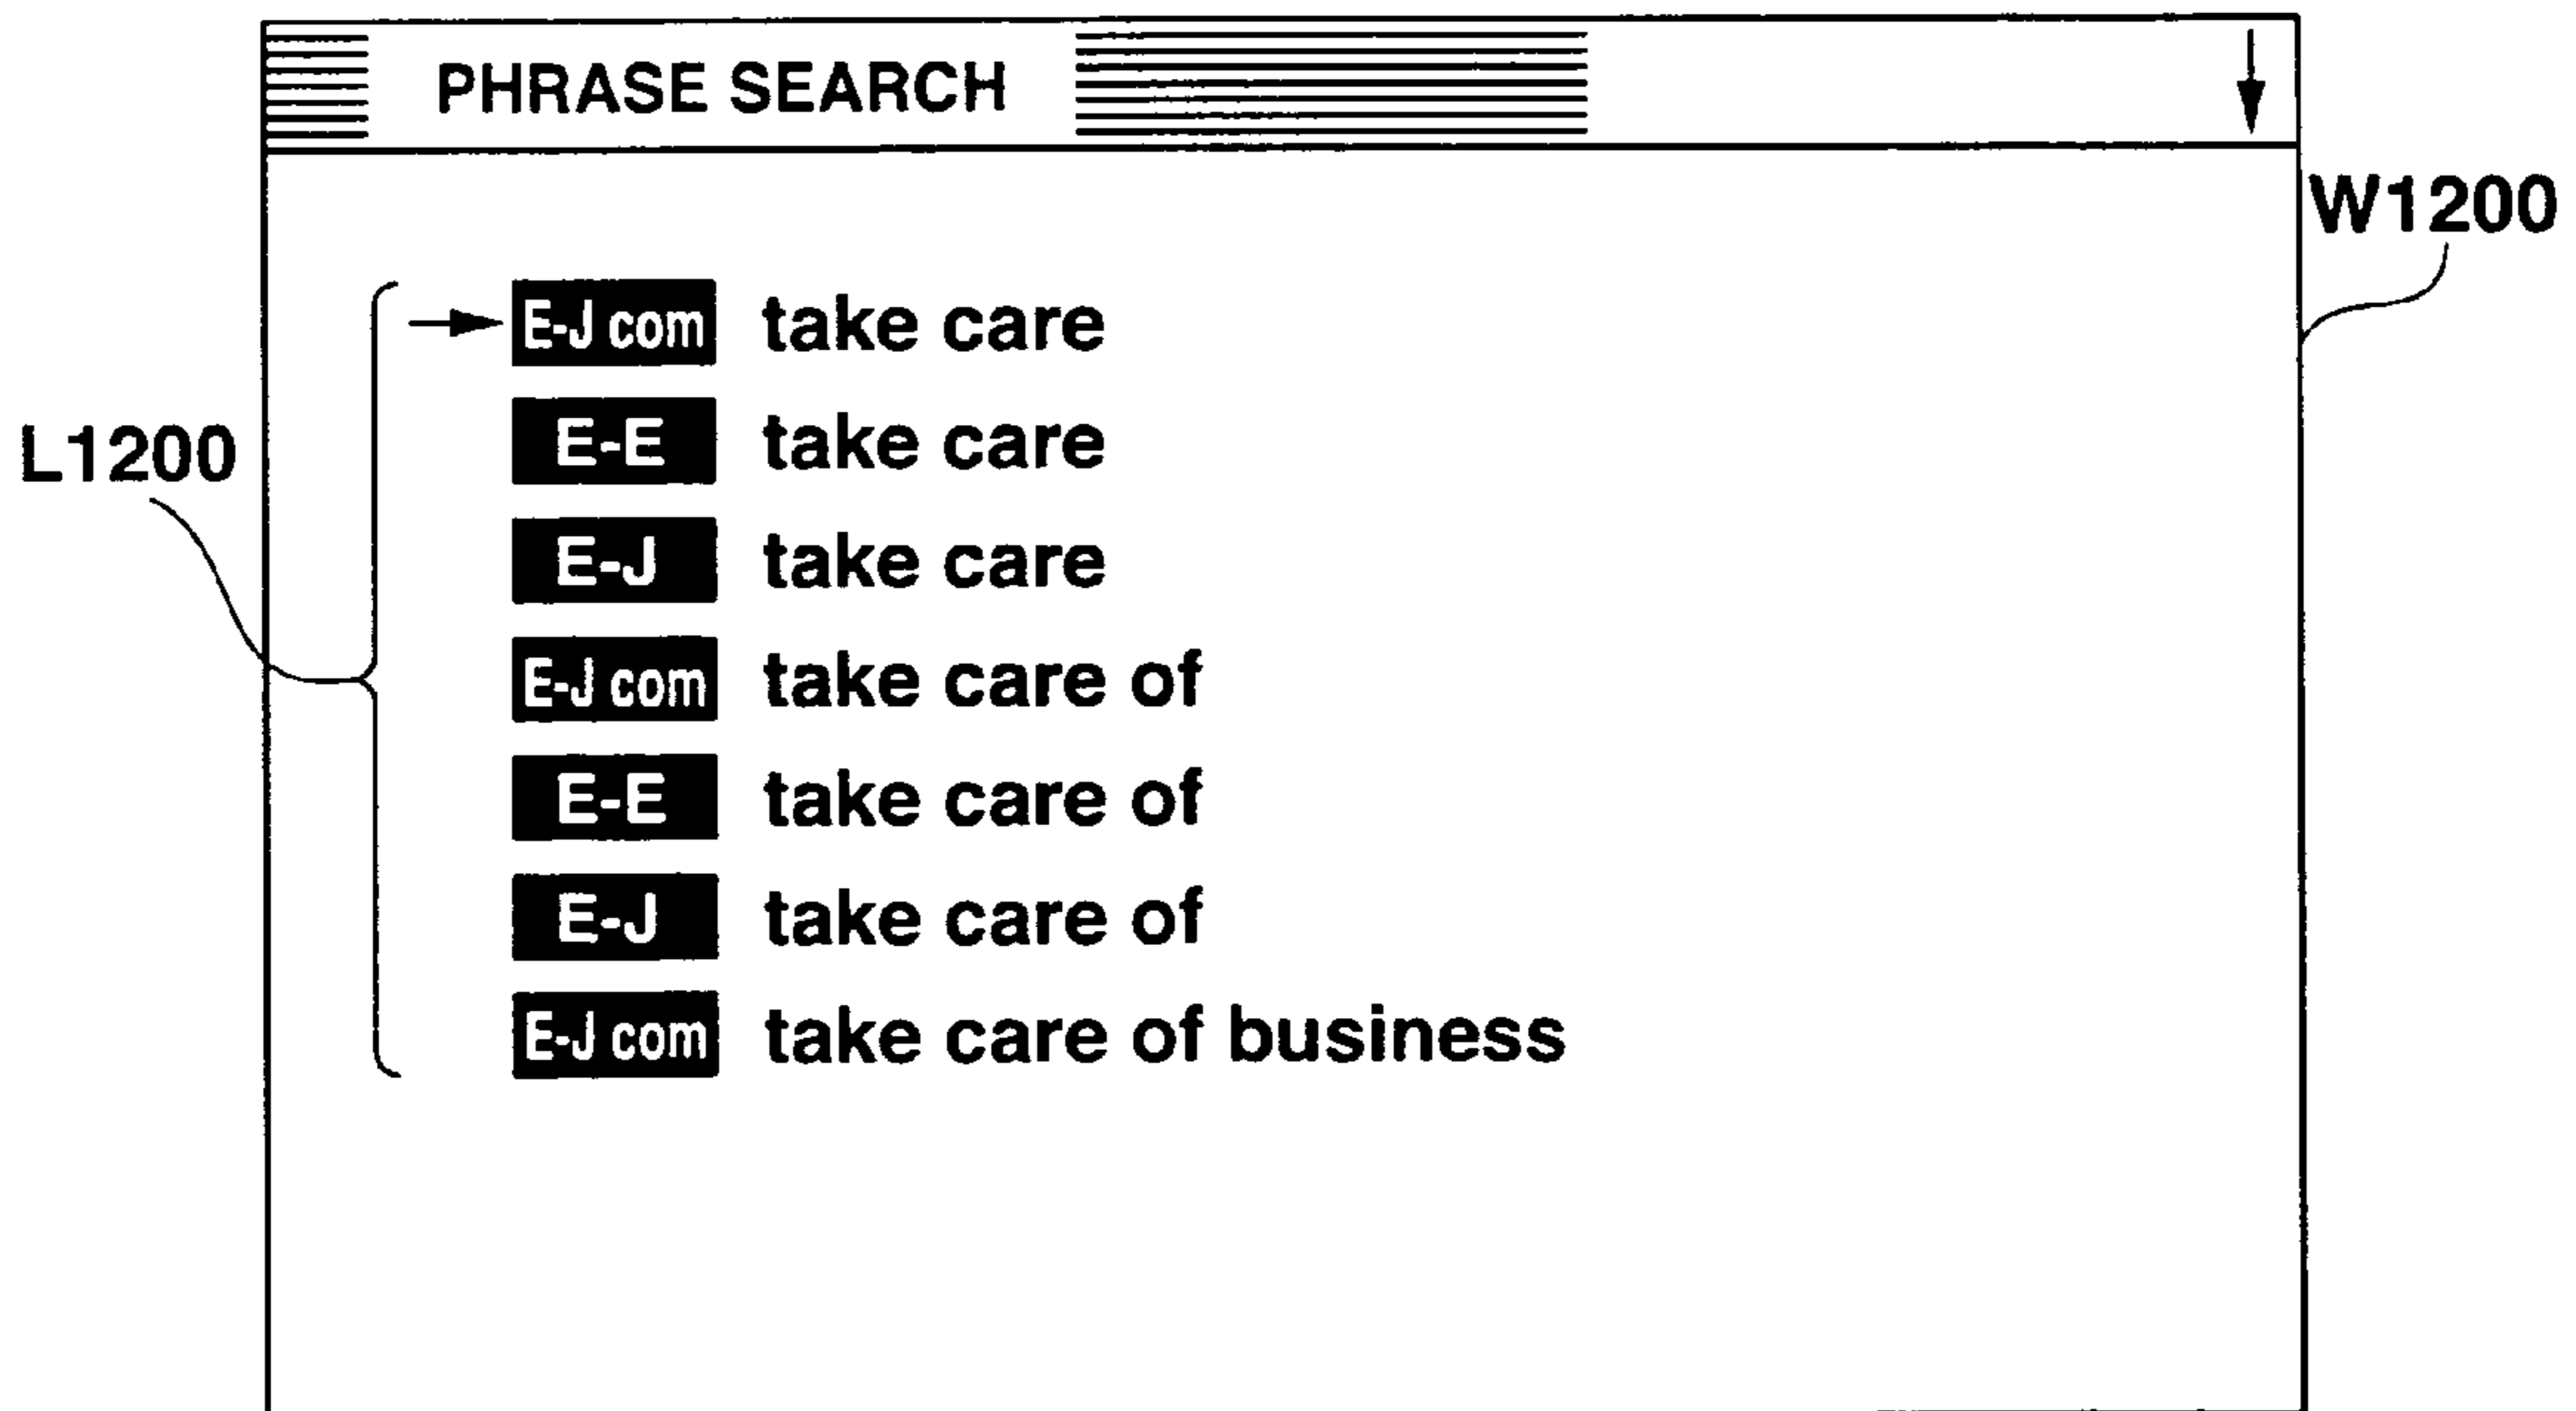 PHRASE SEARCH
W1200
E-J com take care
E-E take care
L1200
E-J take care
E-J com take care of
E-E take care of
E-J take care of
E-J com take care of business